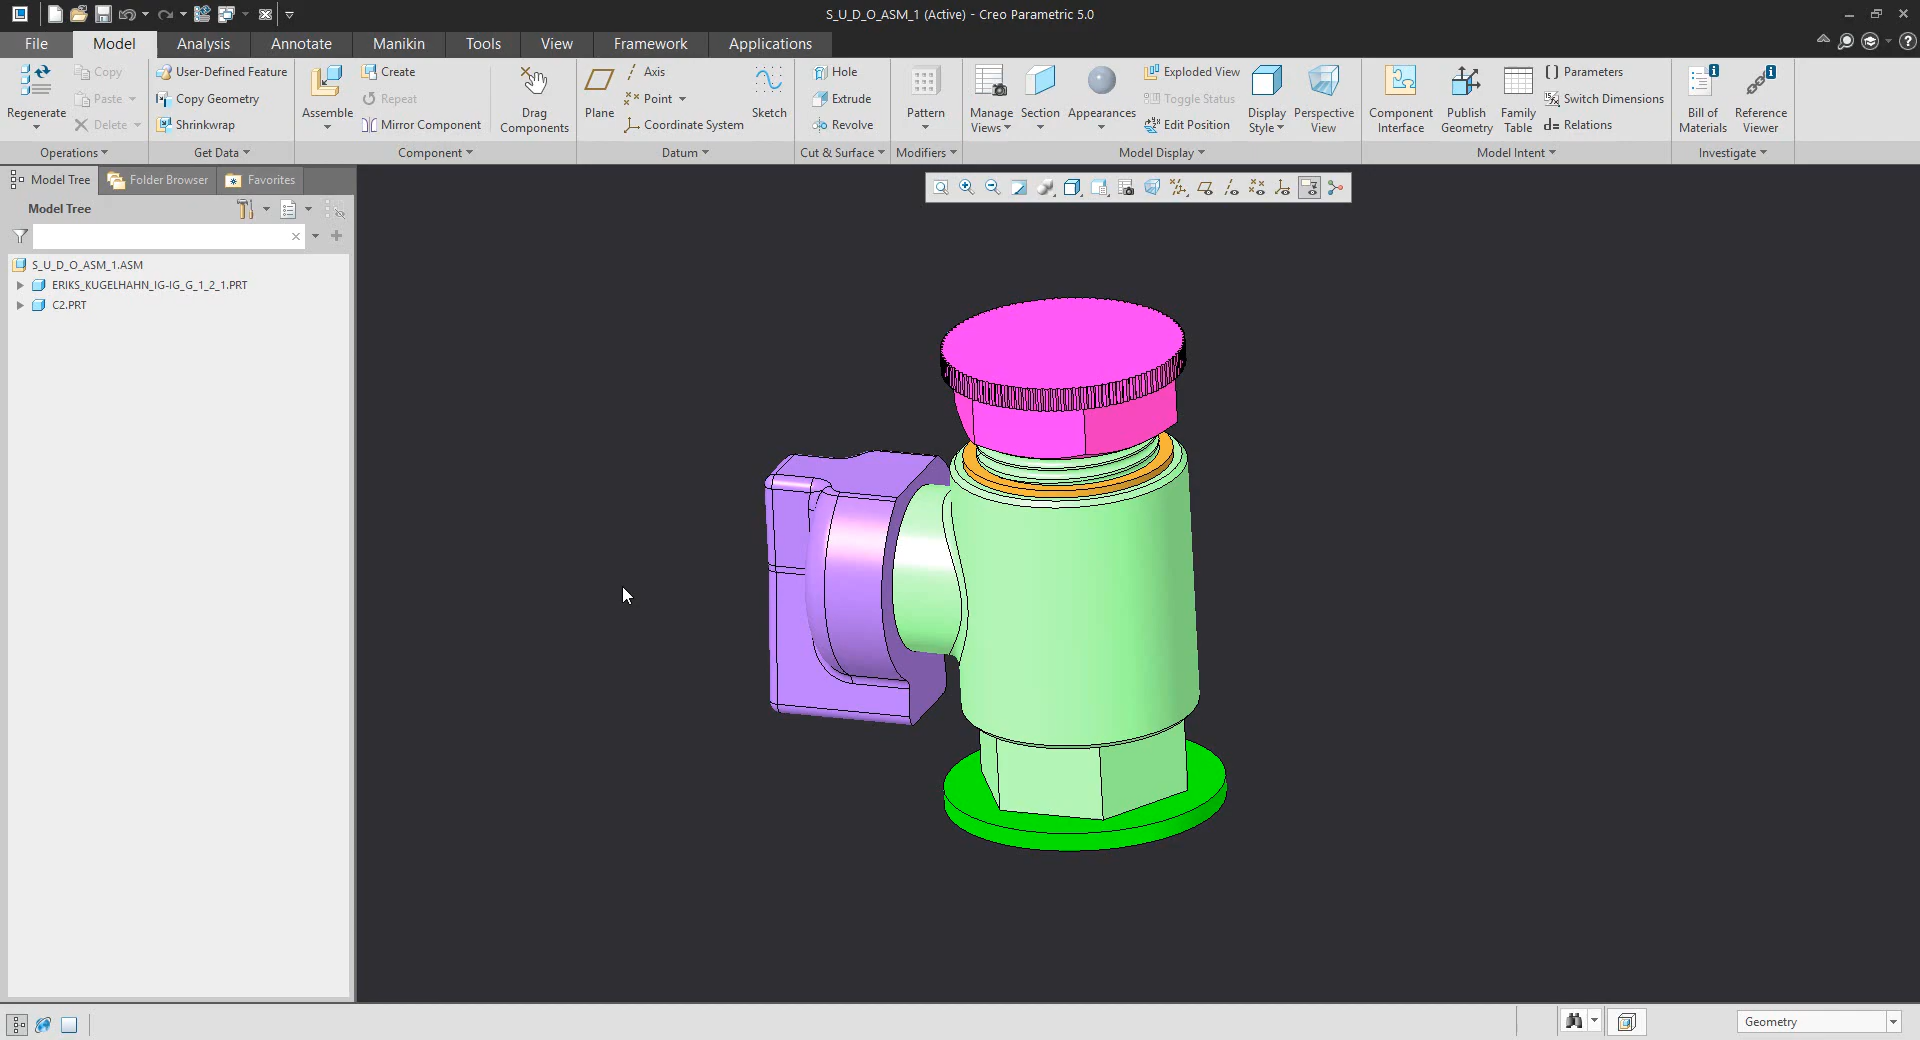 S_U_D_O_ASM_1 (Active) - Creo Parametric 5.0
File Model Analysis Annotate Manikin Tools View Framework Applications
Regenerate
Copy
Paste
Delete
Operations
User-Defined Feature
Copy Geometry
Shrinkwrap
Get Data
Assemble
Create
Repeat
Mirror Component
Drag
Components
Component
Plane
Axis
Point
Coordinate System
Sketch
Datum
Hole
Extrude
Revolve
Cut & Surface
Pattern
Modifiers
Manage
Views
Section
Appearances
Exploded View
Toggle Status
Edit Position
Display
Style
Perspective
View
Model Display
Component
Interface
Publish
Geometry
Family
Table
Parameters
Switch Dimensions
Relations
Model Intent
Bill of
Materials
Reference
Viewer
Investigate
Model Tree Folder Browser Favorites
Model Tree
S_U_D_O_ASM_1.ASM
ERIKS_KUGELHAHN_IG-IG_G_1_2_1.PRT
C2.PRT
Geometry